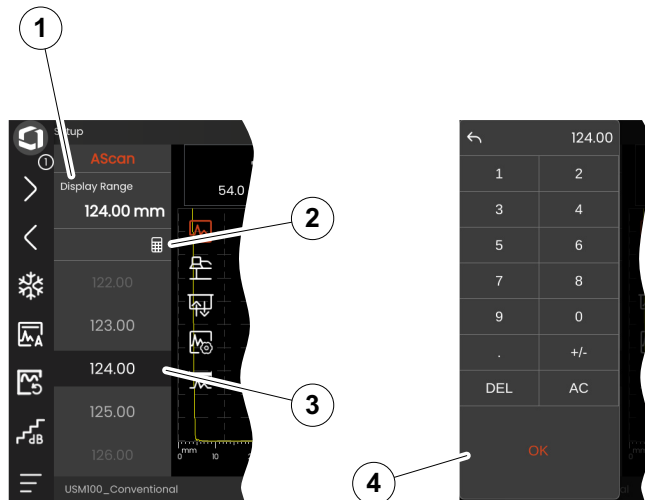 1
Setup
1
AScan
Display Range
124.00 mm
54.0
2
122.00
123.00
A
124.00
3
125.00
dB
126.00
mm
0
10
USM100_Conventional
124.00
1
2
3
4
5
6
7
8
9
0
.
+/-
DEL
AC
OK
4